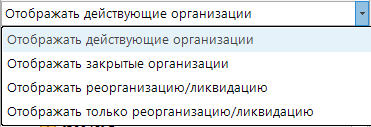 Отображать действующие организации
Отображать действующие организации
Отображать закрытые организации
Отображать реорганизацию/ликвидацию
Отображать только реорганизацию/ликвидацию